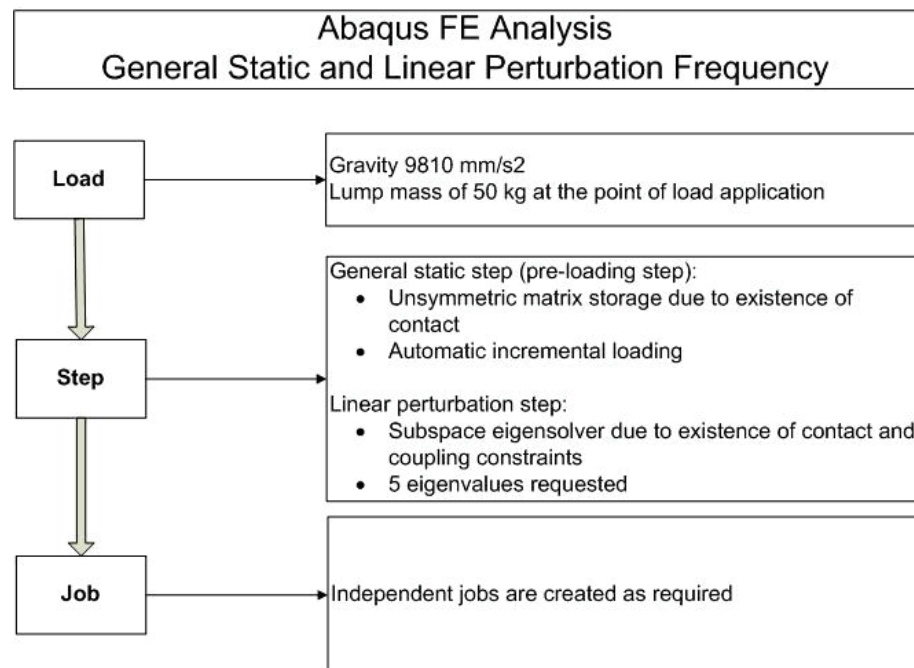 Abaqus FE Analysis
General Static and Linear Perturbation Frequency
Load
Gravity 9810 mm/s2
Lump mass of 50 kg at the point of load application
Step
General static step (pre-loading step):
• Unsymmetric matrix storage due to existence of
contact
• Automatic incremental loading
Linear perturbation step:
• Subspace eigensolver due to existence of contact and
coupling constraints
• 5 eigenvalues requested
Job
Independent jobs are created as required